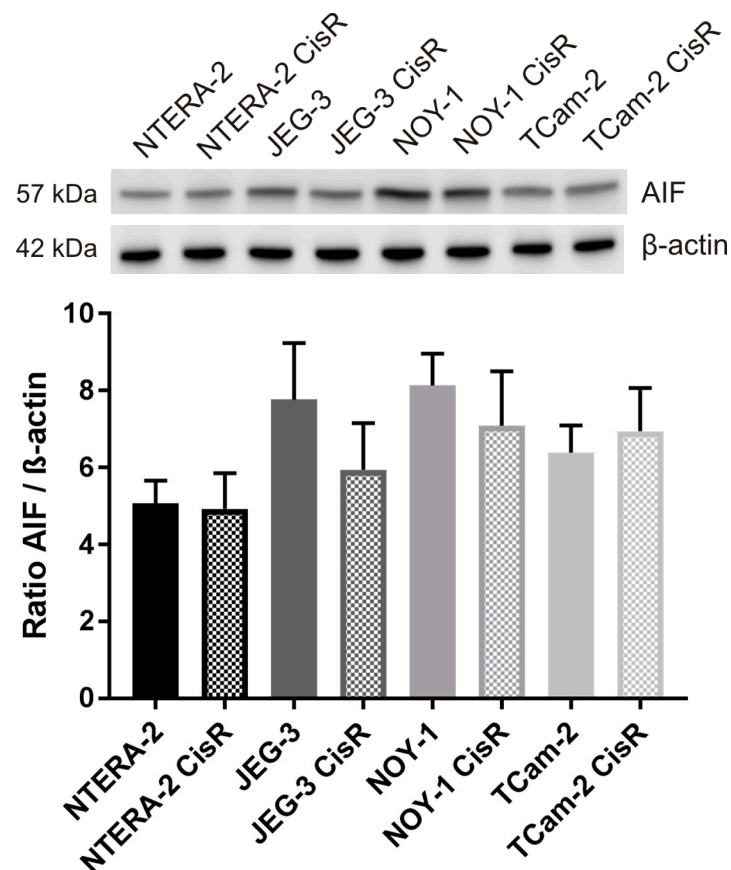 NTERA-2
NTERA-2 CisR
JEG-3
JEG-3 CisR
NOY-1
NOY-1 CisR
TCam-2
TCam-2 CisR
57 kDa
AIF
42 kDa
ß-actin
Ratio AIF / ß-actin
10
8
6
4
2
0
NTERA-2
NTERA-2 CisR
JEG-3
JEG-3 CisR
NOY-1
NOY-1 CisR
TCam-2
TCam-2 CisR